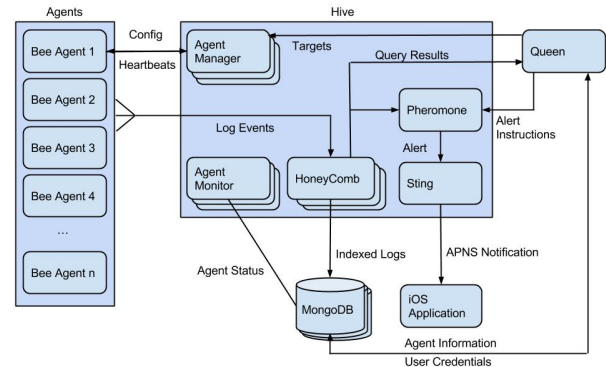 Agents
Hive
Bee Agent 1
Config
Heartbeats
Agent
Manager
Targets
Queen
Query Results
Bee Agent 2
Pheromone
Alert
Instructions
Log Events
Bee Agent 3
Alert
Agent
Monitor
HoneyComb
Sting
Bee Agent 4
...
Indexed Logs
APNS Notification
Agent Status
Bee Agent n
MongoDB
iOS
Application
Agent Information
User Credentials